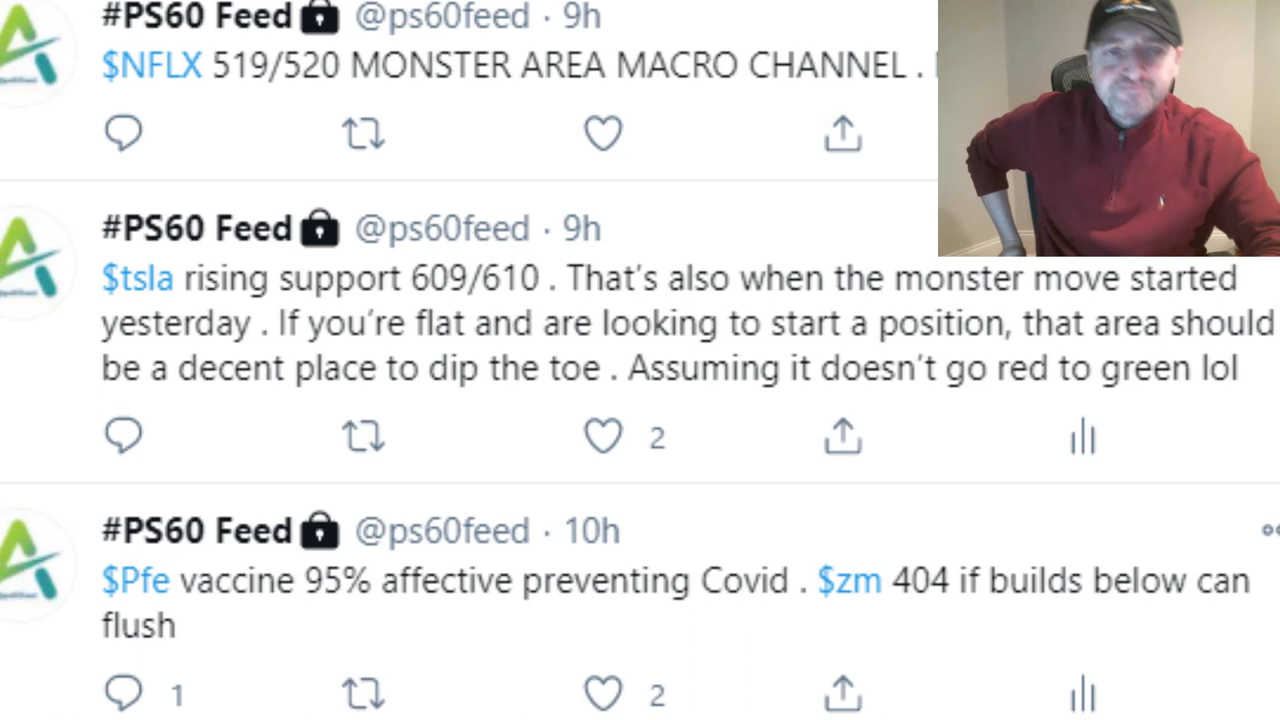 #PS60 Feed @ps60feed · 9h
$NFLX 519/520 MONSTER AREA MACRO CHANNEL .
#PS60 Feed @ps60feed · 9h
$tsla rising support 609/610 . That's also when the monster move started
yesterday . If you're flat and are looking to start a position, that area should
be a decent place to dip the toe . Assuming it doesn't go red to green lol
2
#PS60 Feed @ps60feed · 10h
$Pfe vaccine 95% affective preventing Covid . $zm 404 if builds below can
flush
1 2